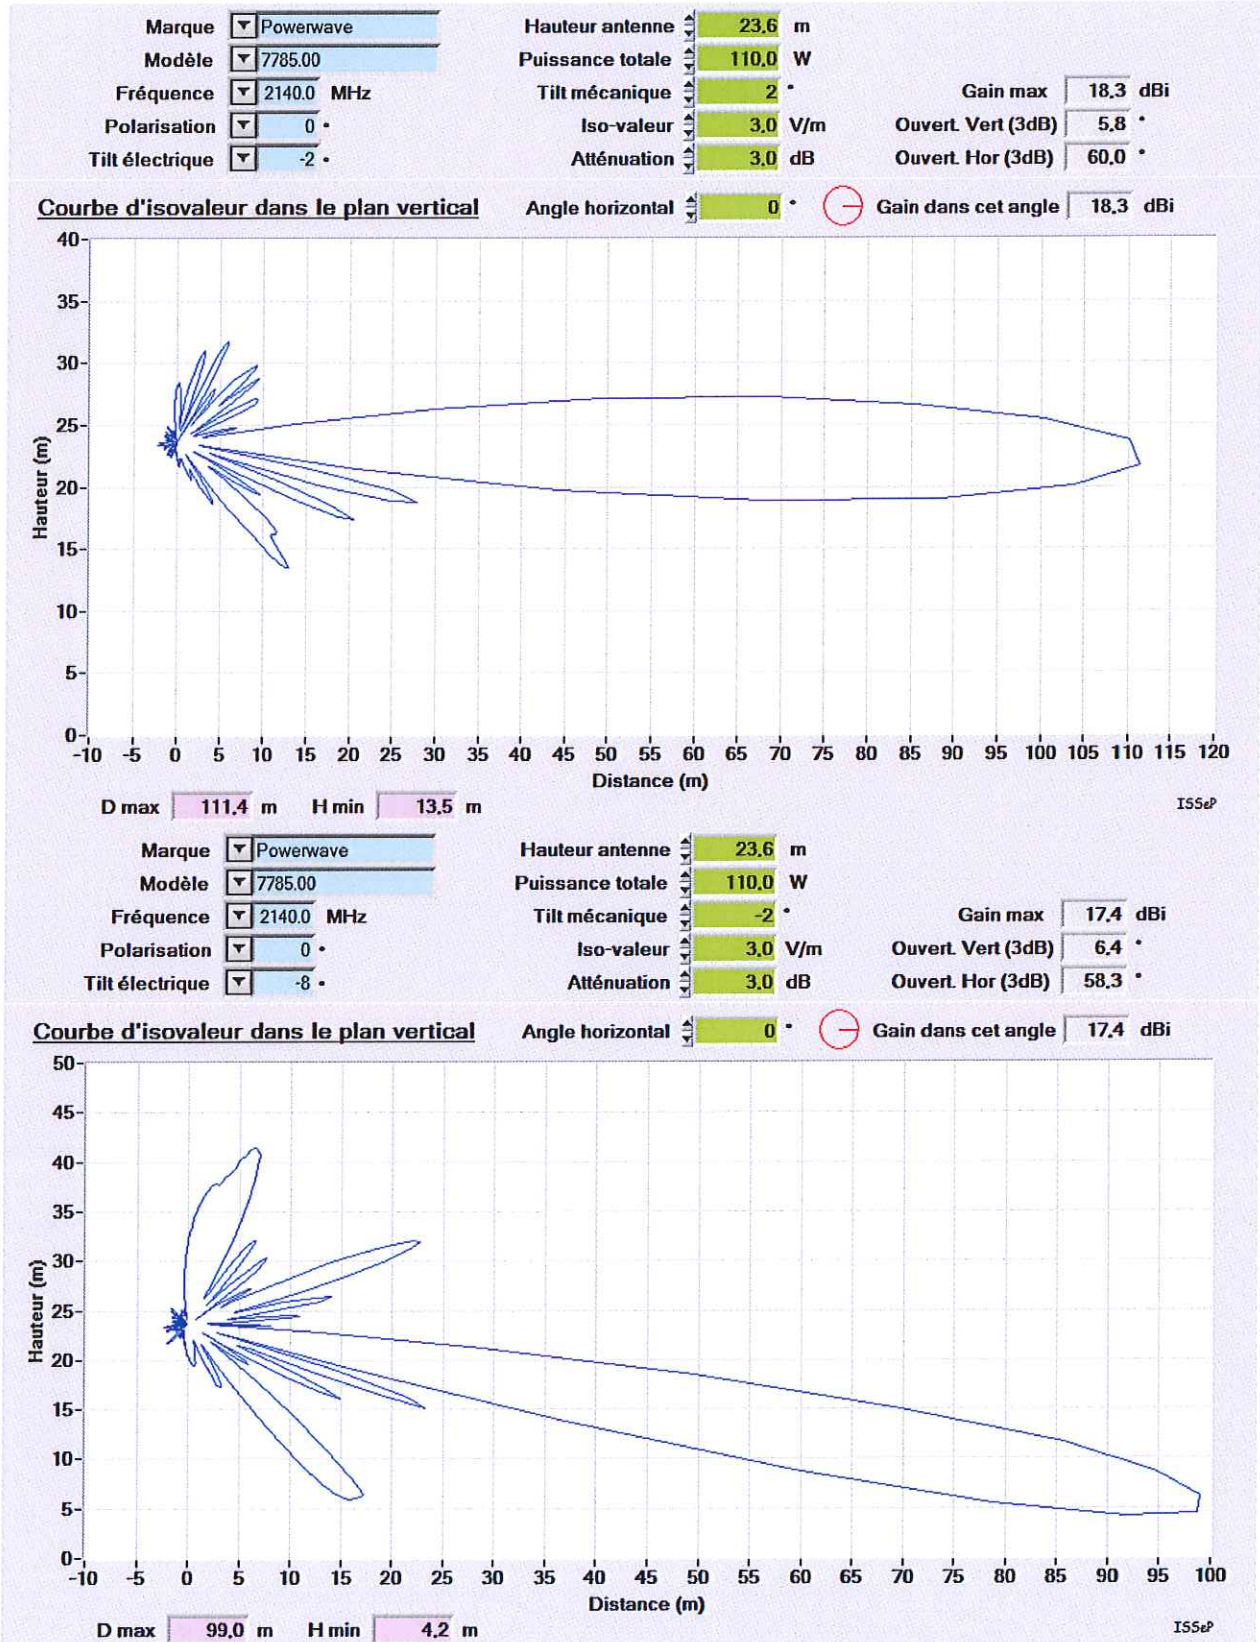 Marque Powerwave Hauteur antenne 23,6 m
Modèle 7785.00 Puissance totale 110,0 W
Fréquence 2140.0 MHz Tilt mécanique 2 ° Gain max 18,3 dBi
Polarisation 0 ° Iso-valeur 3,0 V/m Ouvert. Vert (3dB) 5,8 °
Tilt électrique -2 ° Atténuation 3,0 dB Ouvert. Hor (3dB) 60,0 °
Courbe d'isovaleur dans le plan vertical Angle horizontal 0 ° Gain dans cet angle 18,3 dBi
40
35
30
25
20
15
10
5
0
Hauteur (m)
-10 -5 0 5 10 15 20 25 30 35 40 45 50 55 60 65 70 75 80 85 90 95 100 105 110 115 120
Distance (m)
D max 111,4 m H min 13,5 m ISSeP
Marque Powerwave Hauteur antenne 23,6 m
Modèle 7785.00 Puissance totale 110,0 W
Fréquence 2140.0 MHz Tilt mécanique -2 ° Gain max 17,4 dBi
Polarisation 0 ° Iso-valeur 3,0 V/m Ouvert. Vert (3dB) 6,4 °
Tilt électrique -8 ° Atténuation 3,0 dB Ouvert. Hor (3dB) 58,3 °
Courbe d'isovaleur dans le plan vertical Angle horizontal 0 ° Gain dans cet angle 17,4 dBi
50
45
40
35
30
25
20
15
10
5
0
Hauteur (m)
-10 -5 0 5 10 15 20 25 30 35 40 45 50 55 60 65 70 75 80 85 90 95 100
Distance (m)
D max 99,0 m H min 4,2 m ISSeP